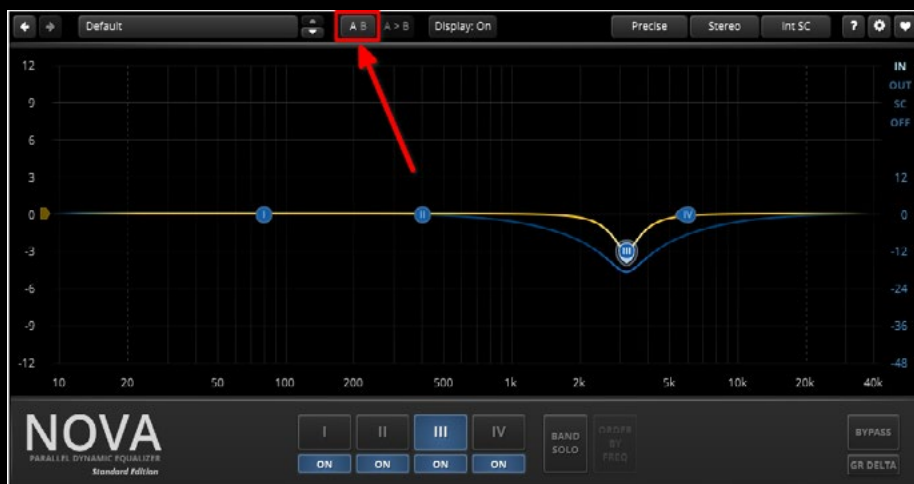 Default
A B
A > B
Display: On
Precise
Stereo
Int SC
?
12
9
6
3
0
-3
-6
-9
-12
IN
OUT
SC
OFF
12
0
-12
-24
-36
-48
I
II
III
IV
10 20 50 100 200 500 1k 2k 5k 10k 20k 40k
NOVA
PARALLEL DYNAMIC EQUALIZER
Standard Edition
I II III IV
ON ON ON ON
BAND
SOLO
ORDER
BY
FREQ
BYPASS
GR DELTA